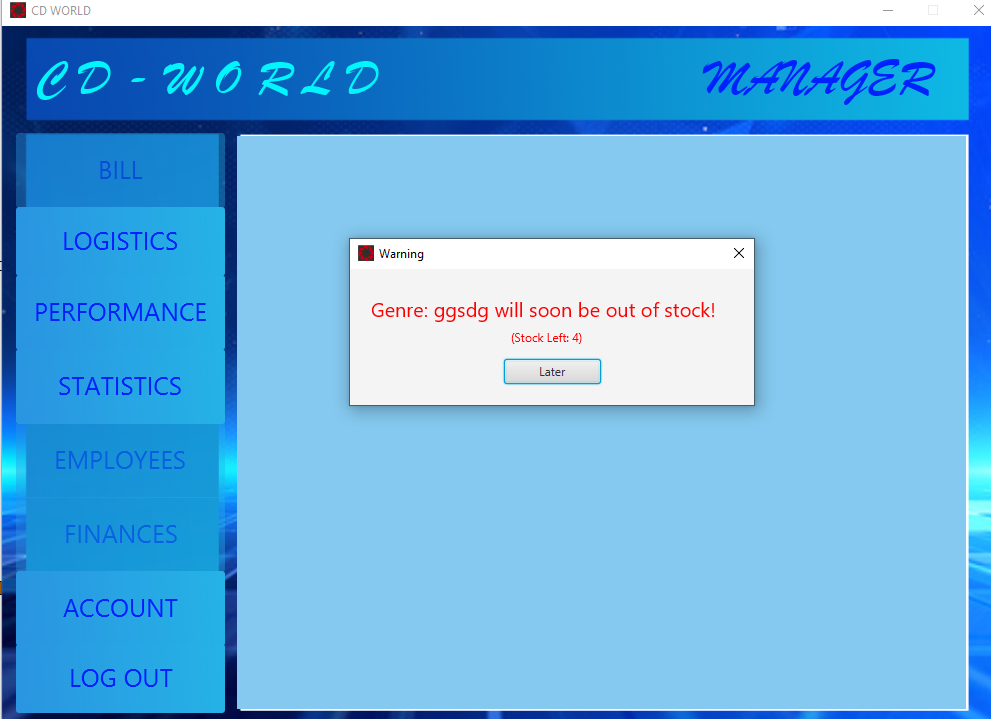 CD WORLD
CD-WORLD
MANAGER
BILL
LOGISTICS
PERFORMANCE
STATISTICS
EMPLOYEES
FINANCES
ACCOUNT
LOG OUT
Warning
Genre: ggsdg will soon be out of stock!
(Stock Left: 4)
Later